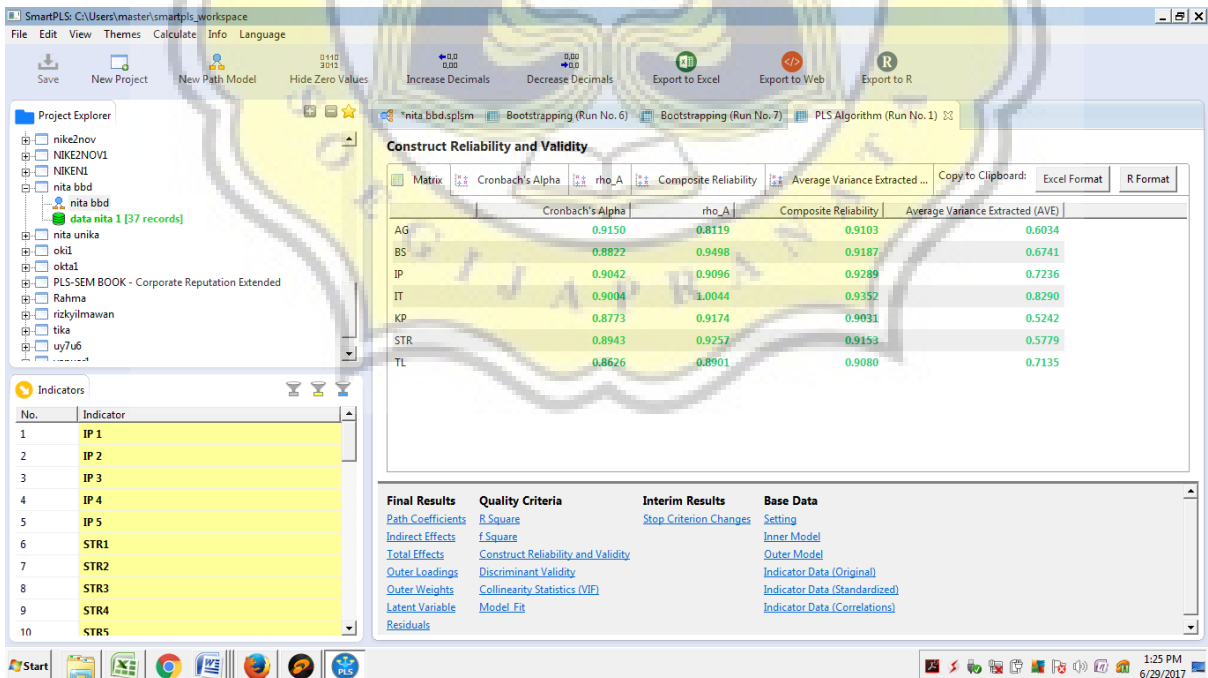 SmartPLS: C:\Users\master\smartpls_workspace
File Edit View Themes Calculate Info Language
Save New Project New Path Model Hide Zero Values Increase Decimals Decrease Decimals Export to Excel Export to Web Export to R
Project Explorer
nike2nov
NIKE2NOV1
NIKEN1
nita bbd
nita bbd
data nita 1 [37 records]
nita unika
oki1
okta1
PLS-SEM BOOK - Corporate Reputation Extended
Rahma
rizkyilmawan
tika
uy7u6
Indicators
No. Indicator
1 IP 1
2 IP 2
3 IP 3
4 IP 4
5 IP 5
6 STR1
7 STR2
8 STR3
9 STR4
10 STR5
*nita bbd.splsm Bootstrapping (Run No. 6) Bootstrapping (Run No. 7) PLS Algorithm (Run No. 1)
Construct Reliability and Validity
Matrix Cronbach's Alpha rho_A Composite Reliability Average Variance Extracted ... Copy to Clipboard: Excel Format R Format
Cronbach's Alpha rho_A Composite Reliability Average Variance Extracted (AVE)
AG 0.9150 0.8119 0.9103 0.6034
BS 0.8822 0.9498 0.9187 0.6741
IP 0.9042 0.9096 0.9289 0.7236
IT 0.9004 1.0044 0.9352 0.8290
KP 0.8773 0.9174 0.9031 0.5242
STR 0.8943 0.9257 0.9153 0.5779
TL 0.8626 0.8901 0.9080 0.7135
Final Results Quality Criteria Interim Results Base Data
Path Coefficients R Square Stop Criterion Changes Setting
Indirect Effects f Square Inner Model
Total Effects Construct Reliability and Validity Outer Model
Outer Loadings Discriminant Validity Indicator Data (Original)
Outer Weights Collinearity Statistics (VIF) Indicator Data (Standardized)
Latent Variable Model_Fit Indicator Data (Correlations)
Residuals
Start PLS 1:25 PM
6/29/2017